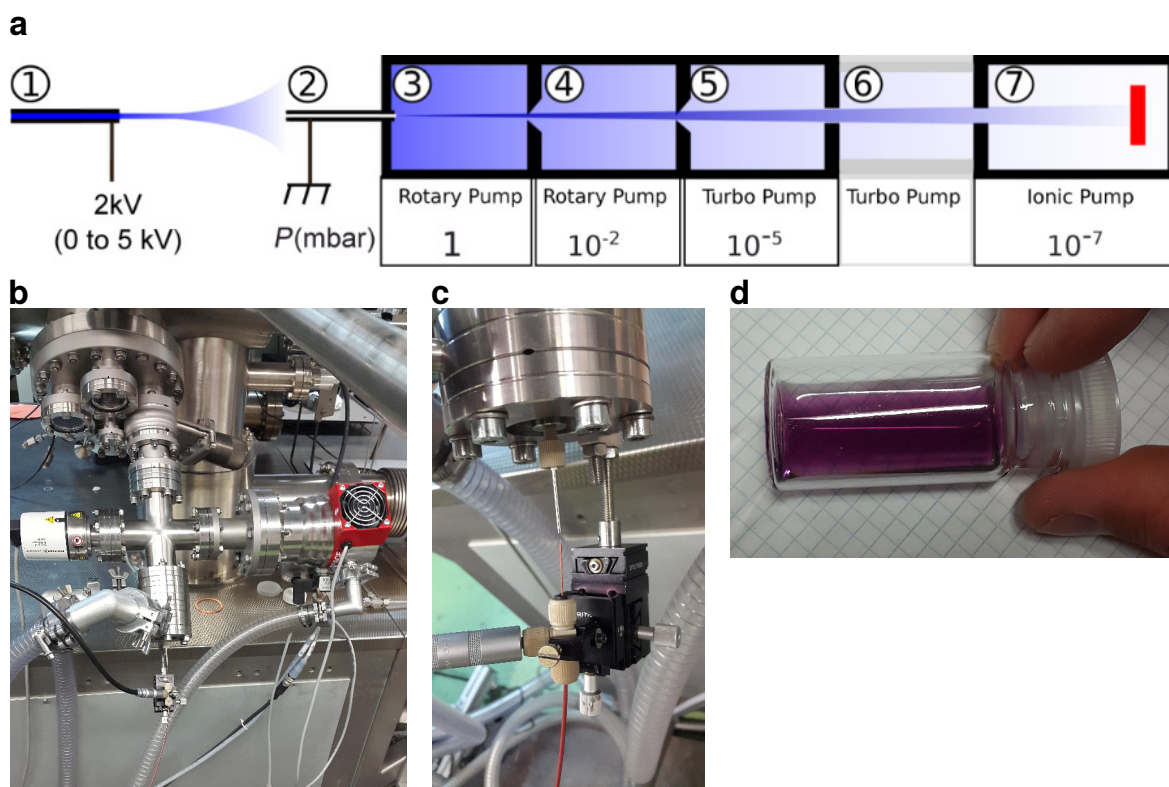 a
① ② ③ ④ ⑤ ⑥ ⑦
2kV
(0 to 5 kV)
P(mbar)
Rotary Pump
1
Rotary Pump
10⁻²
Turbo Pump
10⁻⁵
Turbo Pump
Ionic Pump
10⁻⁷
b
c
d